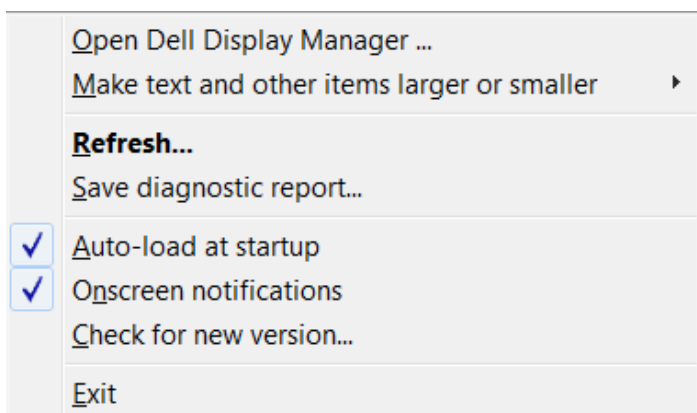 Open Dell Display Manager ...
Make text and other items larger or smaller
Refresh...
Save diagnostic report...
Auto-load at startup
Onscreen notifications
Check for new version...
Exit